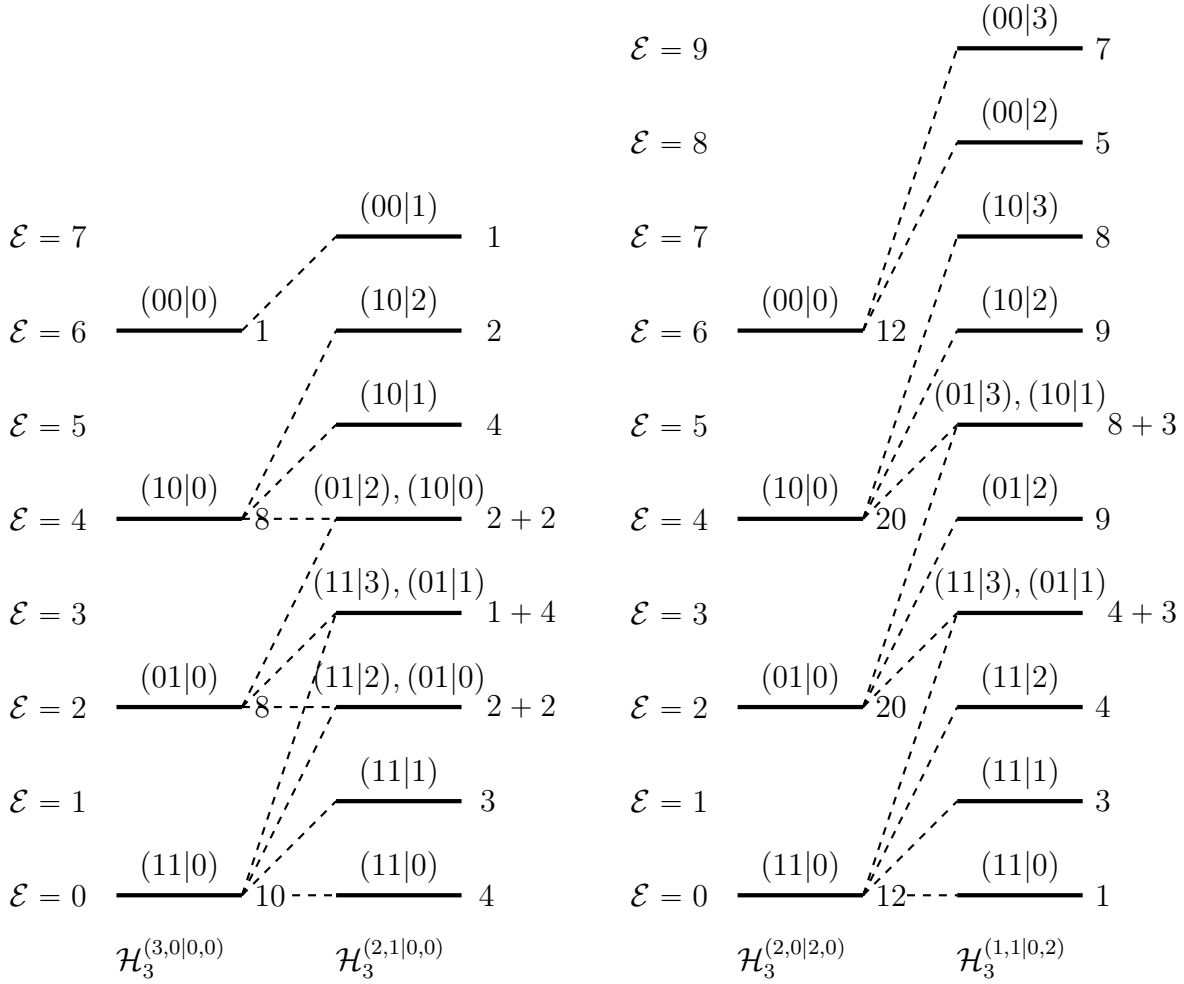 (00|3)
ℰ = 9 7
(00|2)
ℰ = 8 5
(00|1) (10|3)
ℰ = 7 1 ℰ = 7 8
(00|0) (10|2) (00|0) (10|2)
ℰ = 6 1 2 ℰ = 6 12 9
(10|1) (01|3), (10|1)
ℰ = 5 4 ℰ = 5 8 + 3
(10|0) (01|2), (10|0) (10|0) (01|2)
ℰ = 4 8 2 + 2 ℰ = 4 20 9
(11|3), (01|1) (11|3), (01|1)
ℰ = 3 1 + 4 ℰ = 3 4 + 3
(01|0) (11|2), (01|0) (01|0) (11|2)
ℰ = 2 8 2 + 2 ℰ = 2 20 4
(11|1) (11|1)
ℰ = 1 3 ℰ = 1 3
(11|0) (11|0) (11|0) (11|0)
ℰ = 0 10 4 ℰ = 0 12 1
ℋ₃^(3,0|0,0) ℋ₃^(2,1|0,0) ℋ₃^(2,0|2,0) ℋ₃^(1,1|0,2)